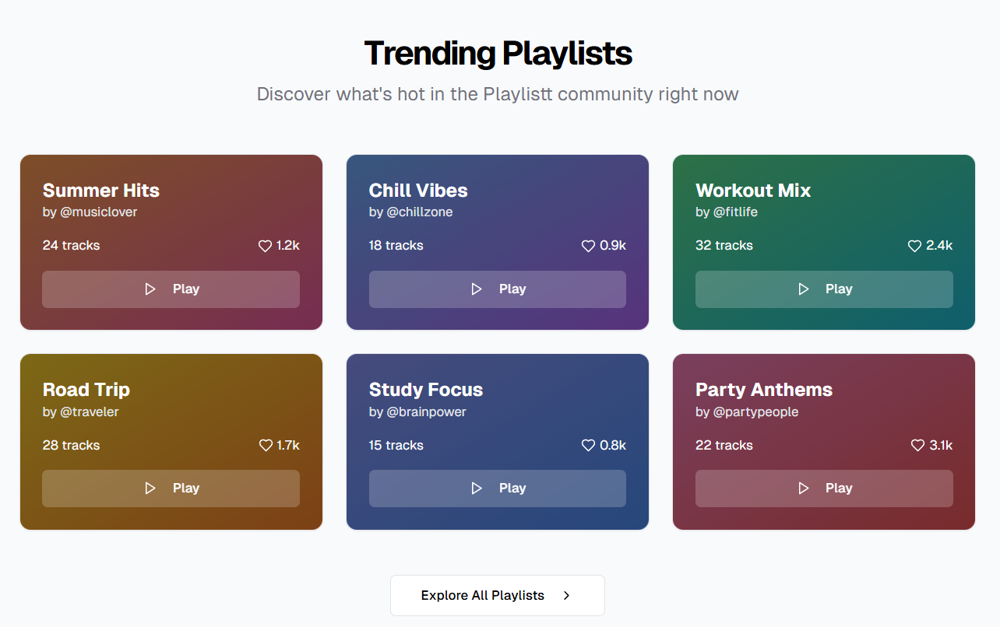 Trending Playlists
Discover what's hot in the Playlistt community right now
Summer Hits
by @musiclover
24 tracks
1.2k
Play
Chill Vibes
by @chillzone
18 tracks
0.9k
Play
Workout Mix
by @fitlife
32 tracks
2.4k
Play
Road Trip
by @traveler
28 tracks
1.7k
Play
Study Focus
by @brainpower
15 tracks
0.8k
Play
Party Anthems
by @partypeople
22 tracks
3.1k
Play
Explore All Playlists